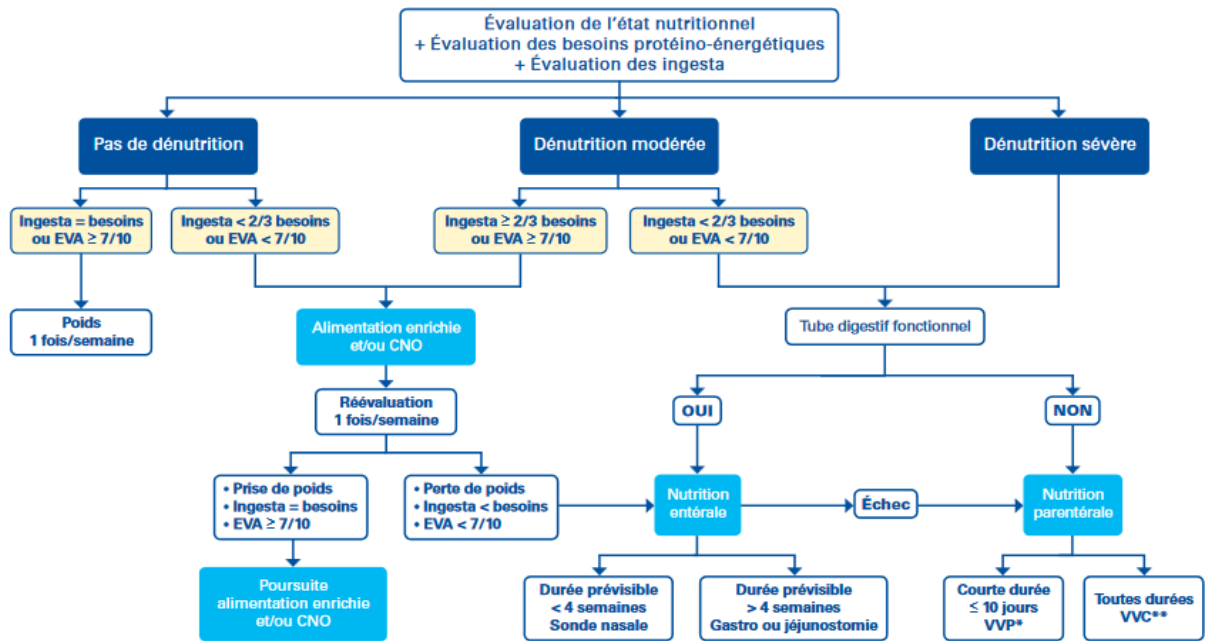 Évaluation de l'état nutritionnel
+ Évaluation des besoins protéino-énergétiques
+ Évaluation des ingesta
Pas de dénutrition
Dénutrition modérée
Dénutrition sévère
Ingesta = besoins
ou EVA ≥ 7/10
Ingesta < 2/3 besoins
ou EVA < 7/10
Ingesta ≥ 2/3 besoins
ou EVA ≥ 7/10
Ingesta < 2/3 besoins
ou EVA < 7/10
Poids
1 fois/semaine
Alimentation enrichie
et/ou CNO
Tube digestif fonctionnel
Réévaluation
1 fois/semaine
OUI
NON
• Prise de poids
• Ingesta = besoins
• EVA ≥ 7/10
• Perte de poids
• Ingesta < besoins
• EVA < 7/10
Nutrition
entérale
Échec
Nutrition
parentérale
Poursuite
alimentation enrichie
et/ou CNO
Durée prévisible
< 4 semaines
Sonde nasale
Durée prévisible
> 4 semaines
Gastro ou jéjunostomie
Courte durée
≤ 10 jours
VVP*
Toutes durées
VVC**